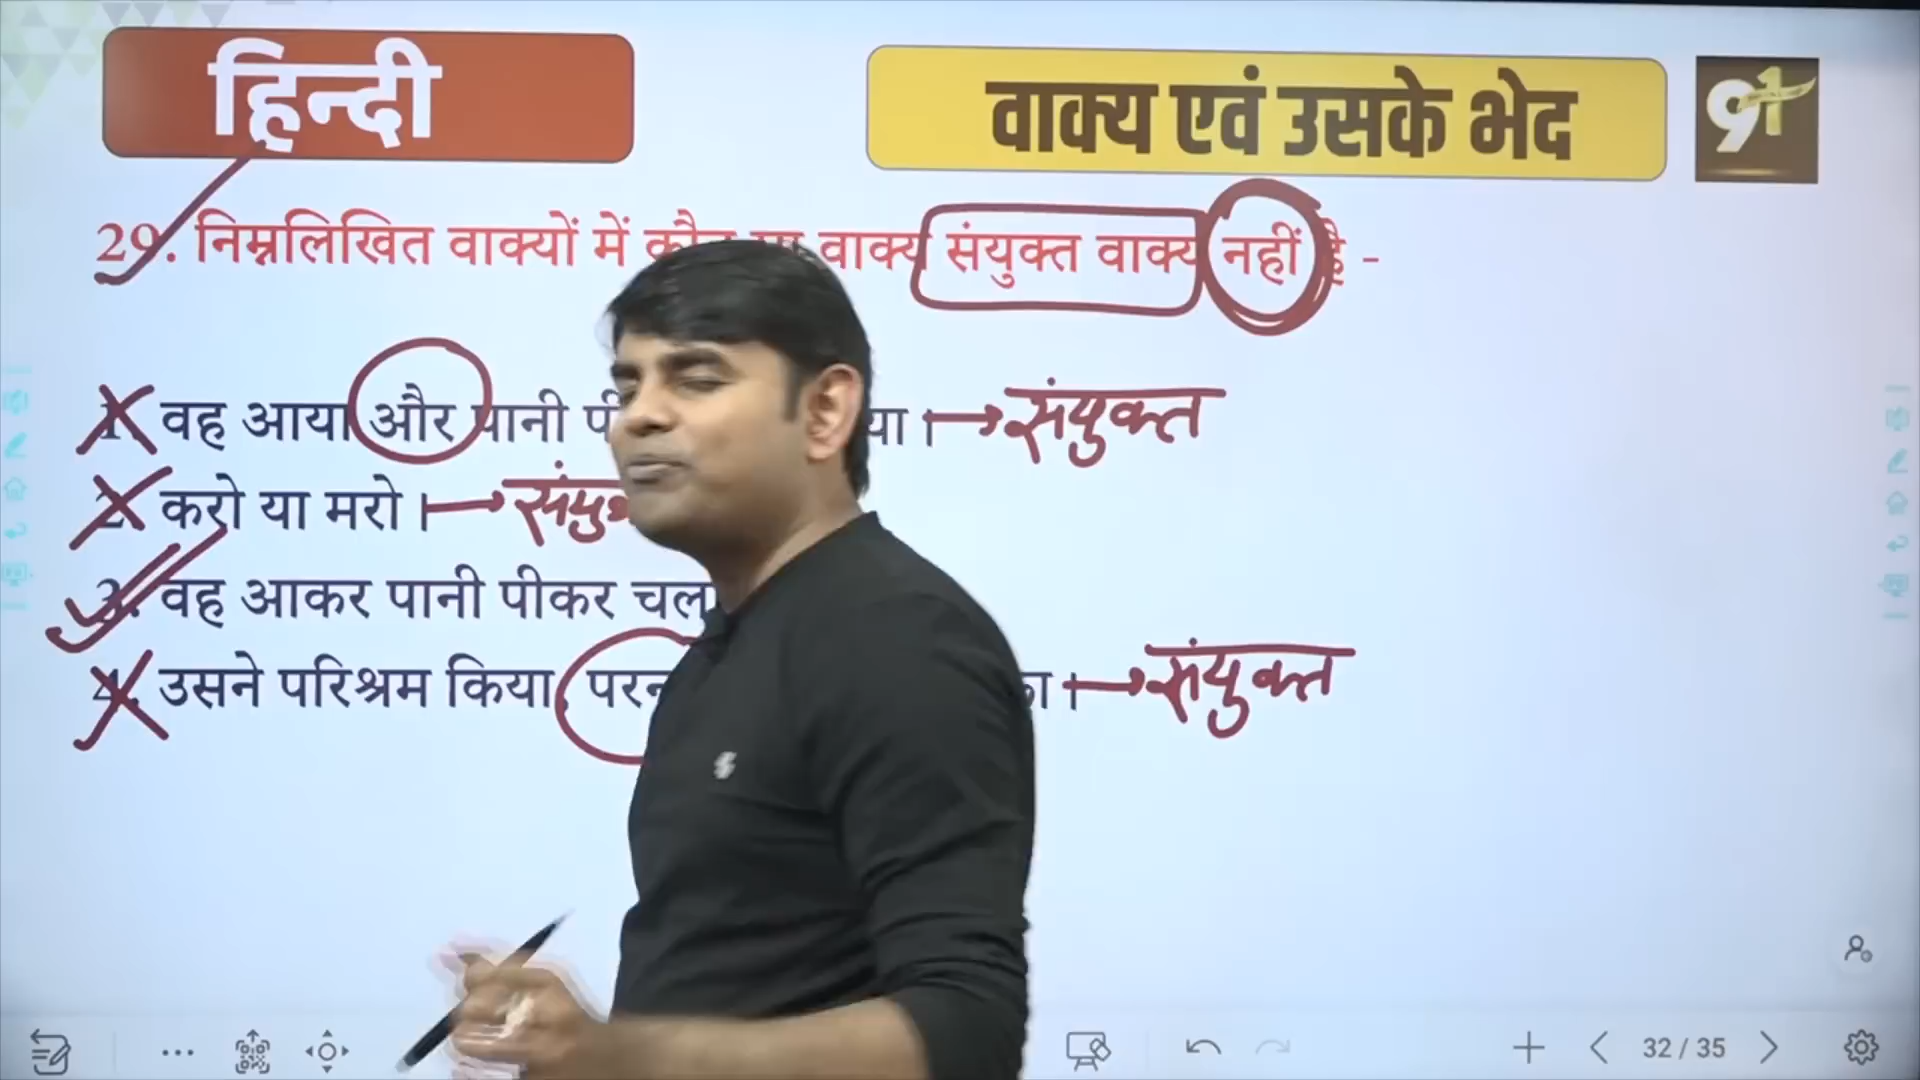 हिन्दी
वाक्य एवं उसके भेद
91
29. निम्नलिखित वाक्यों में वाक्य संयुक्त वाक्य नहीं है -
1. वह आया और पानी → संयुक्त
2. करो या मरो । →
3. वह आकर पानी पीकर
4. उसने परिश्रम किया, । → संयुक्त
32 / 35